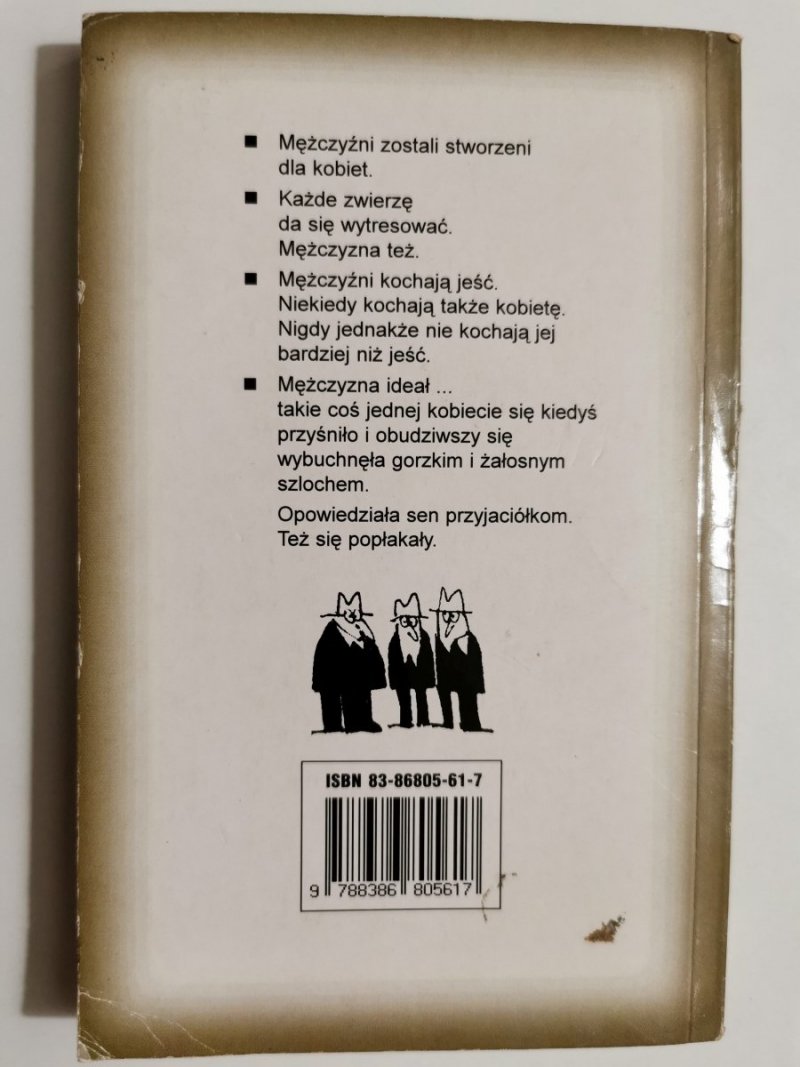 ■ Mężczyźni zostali stworzeni
dla kobiet.
■ Każde zwierzę
da się wytresować.
Mężczyzna też.
■ Mężczyźni kochają jeść.
Niekiedy kochają także kobietę.
Nigdy jednakże nie kochają jej
bardziej niż jeść.
■ Mężczyzna ideał ...
takie coś jednej kobiecie się kiedyś
przyśniło i obudziwszy się
wybuchnęła gorzkim i żałosnym
szlochem.
Opowiedziała sen przyjaciółkom.
Też się popłakały.
ISBN 83-86805-61-7
9 788386 805617